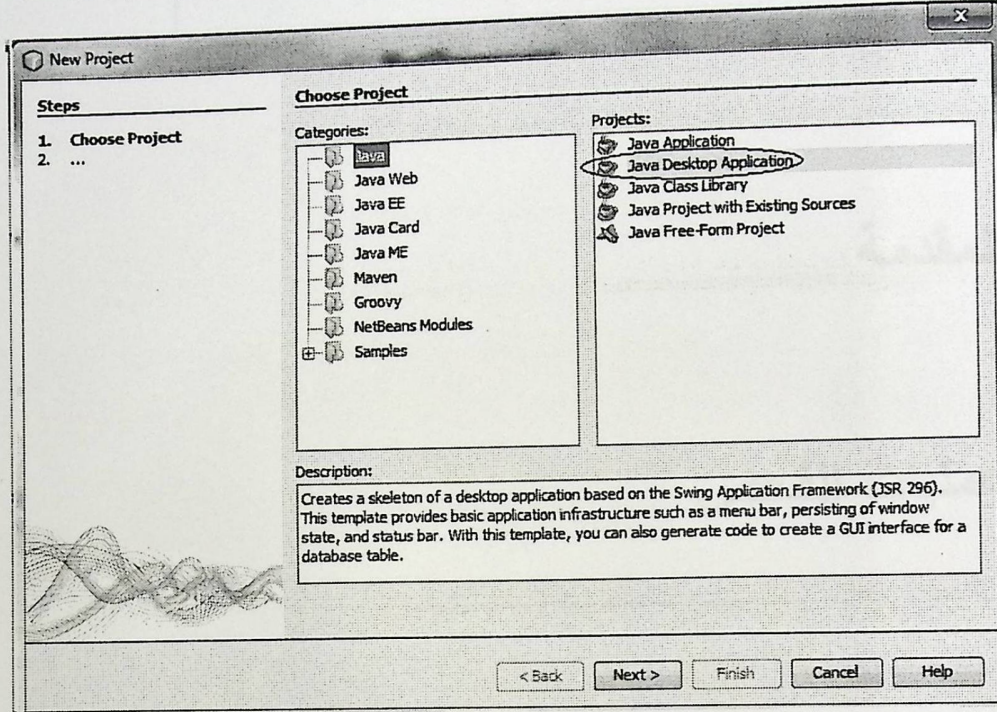 New Project
Steps
1. Choose Project
2. ...
Choose Project
Categories:
Java
Java Web
Java EE
Java Card
Java ME
Maven
Groovy
NetBeans Modules
Samples
Projects:
Java Application
Java Desktop Application
Java Class Library
Java Project with Existing Sources
Java Free-Form Project
Description:
Creates a skeleton of a desktop application based on the Swing Application Framework (JSR 296).
This template provides basic application infrastructure such as a menu bar, persisting of window
state, and status bar. With this template, you can also generate code to create a GUI interface for a
database table.
< Back
Next >
Finish
Cancel
Help